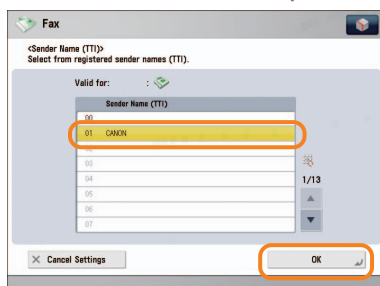 Fax
<Sender Name (TTI)>
Select from registered sender names (TTI).
Valid for: :
Sender Name (TTI)
00
01 CANON
02
03
04
05
06
07
1/13
Cancel Settings
OK